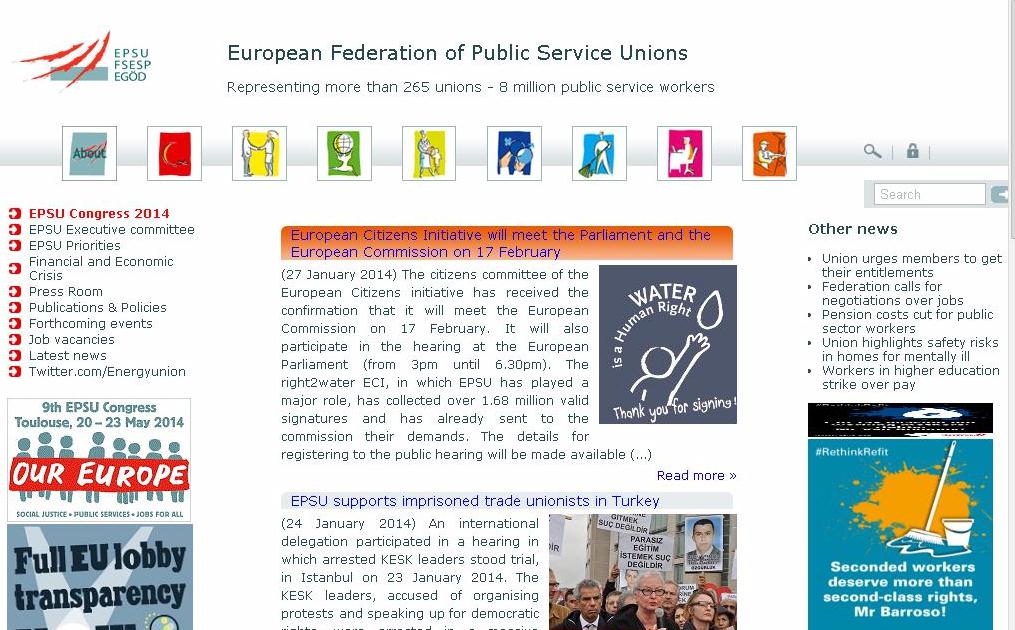 EPSU
FSESP
EGÖD
European Federation of Public Service Unions
Representing more than 265 unions - 8 million public service workers
About
Search
EPSU Congress 2014
EPSU Executive committee
EPSU Priorities
Financial and Economic
Crisis
Press Room
Publications & Policies
Forthcoming events
Job vacancies
Latest news
Twitter.com/Energyunion
9th EPSU Congress
Toulouse, 20 – 23 May 2014
OUR EUROPE
SOCIAL JUSTICE • PUBLIC SERVICES • JOBS FOR ALL
Full EU lobby
transparency
European Citizens Initiative will meet the Parliament and the
European Commission on 17 February
(27 January 2014) The citizens committee of the
European Citizens initiative has received the
confirmation that it will meet the European
Commission on 17 February. It will also
participate in the hearing at the European
Parliament (from 3pm until 6.30pm). The
right2water ECI, in which EPSU has played a
major role, has collected over 1.68 million valid
signatures and has already sent to the
commission their demands. The details for
registering to the public hearing will be made available (...)
WATER
is a Human Right
Thank you for signing!
Read more »
EPSU supports imprisoned trade unionists in Turkey
(24 January 2014) An international
delegation participated in a hearing in
which arrested KESK leaders stood trial,
in Istanbul on 23 January 2014. The
KESK leaders, accused of organising
protests and speaking up for democratic
rights, were arrested in a massive
GİTMEK
SUÇ DEĞİLDİR
PARASIZ
EĞİTİM
İSTEMEK SUÇ
DEĞİLDİR
ÖZGÜRLÜK
Other news
Union urges members to get
their entitlements
Federation calls for
negotiations over jobs
Pension costs cut for public
sector workers
Union highlights safety risks
in homes for mentally ill
Workers in higher education
strike over pay
#RethinkRefit
Seconded workers
deserve more than
second-class rights,
Mr Barroso!